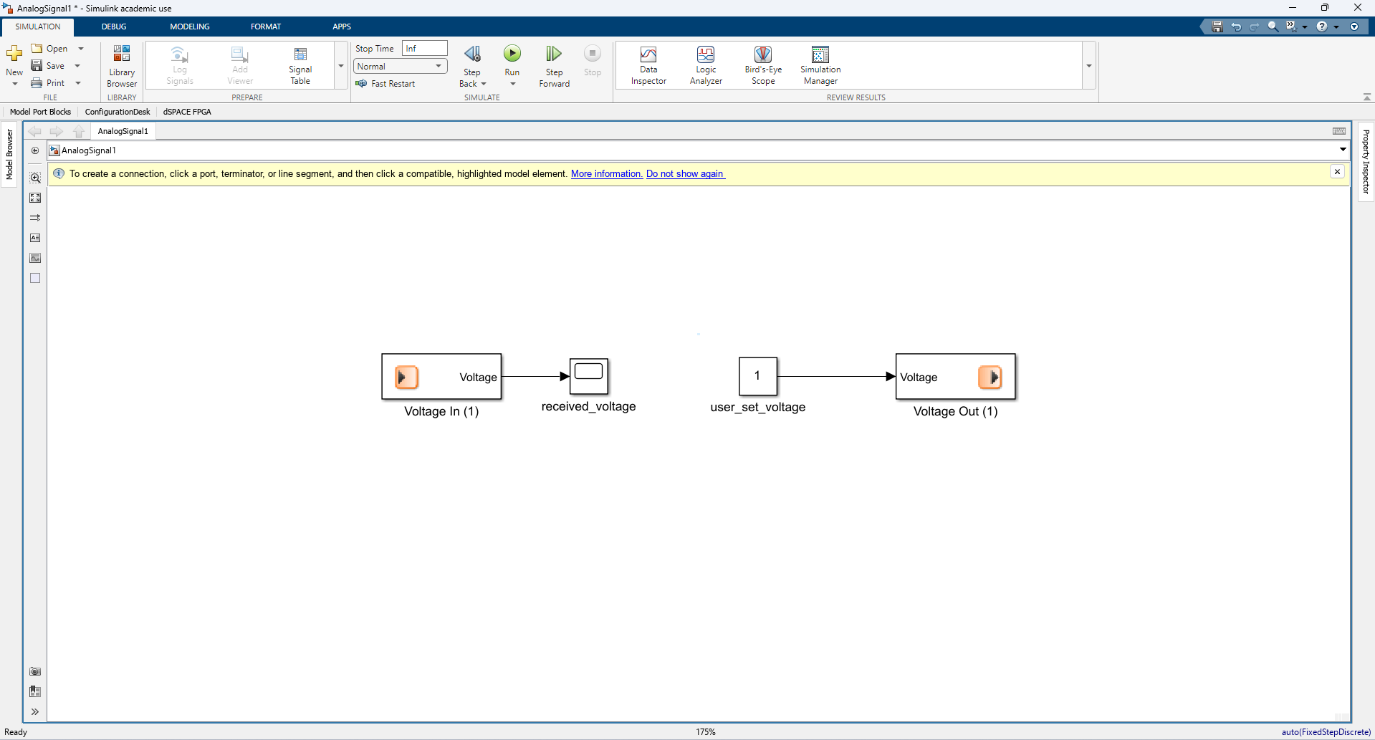 AnalogSignal1 * - Simulink academic use
SIMULATION DEBUG MODELING FORMAT APPS
New
Open
Save
Print
FILE
Library Browser
LIBRARY
Log Signals
Add Viewer
Signal Table
PREPARE
Stop Time Inf
Normal
Fast Restart
Step Back
Run
Step Forward
Stop
SIMULATE
Data Inspector
Logic Analyzer
Bird's-Eye Scope
Simulation Manager
REVIEW RESULTS
Model Port Blocks ConfigurationDesk dSPACE FPGA
Model Browser
AnalogSignal1
Property Inspector
AnalogSignal1
To create a connection, click a port, terminator, or line segment, and then click a compatible, highlighted model element. More information. Do not show again
Voltage
Voltage In (1)
received_voltage
1
user_set_voltage
Voltage
Voltage Out (1)
Ready 175% auto(FixedStepDiscrete)